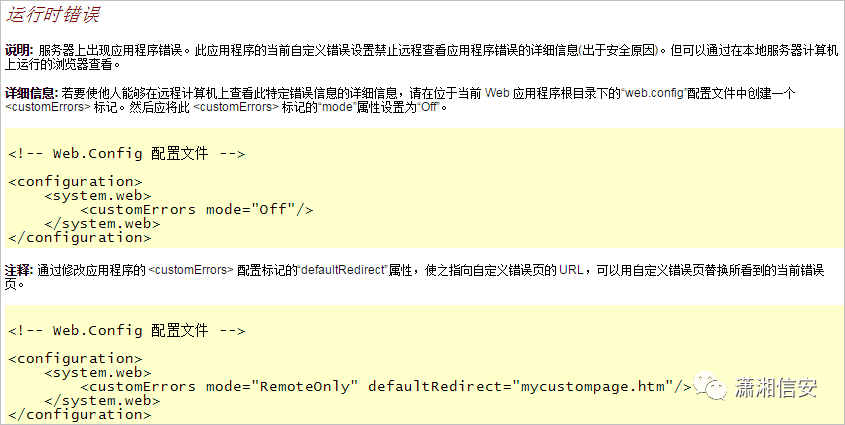 运行时错误
说明: 服务器上出现应用程序错误。此应用程序的当前自定义错误设置禁止远程查看应用程序错误的详细信息(出于安全原因)。但可以通过在本地服务器计算机
上运行的浏览器查看。
详细信息: 若要使他人能够在远程计算机上查看此特定错误信息的详细信息，请在位于当前 Web 应用程序根目录下的“web.config”配置文件中创建一个
<customErrors> 标记。然后应将此 <customErrors> 标记的“mode”属性设置为“Off”。
<!-- Web.Config 配置文件 -->
<configuration>
    <system.web>
        <customErrors mode="Off"/>
    </system.web>
</configuration>
注释: 通过修改应用程序的 <customErrors> 配置标记的“defaultRedirect”属性，使之指向自定义错误页的 URL，可以用自定义错误页替换所看到的当前错误
页。
<!-- Web.Config 配置文件 -->
<configuration>
    <system.web>
        <customErrors mode="RemoteOnly" defaultRedirect="mycustompage.htm"/>
    </system.web>
</configuration>
潇湘信安